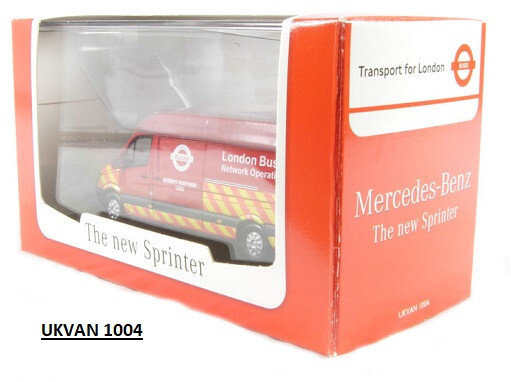 London Bus
Network Operati
The new Sprinter
Transport for London
BUSES
Mercedes-Benz
The new Sprinter
UKVAN 1004
UKVAN 1004